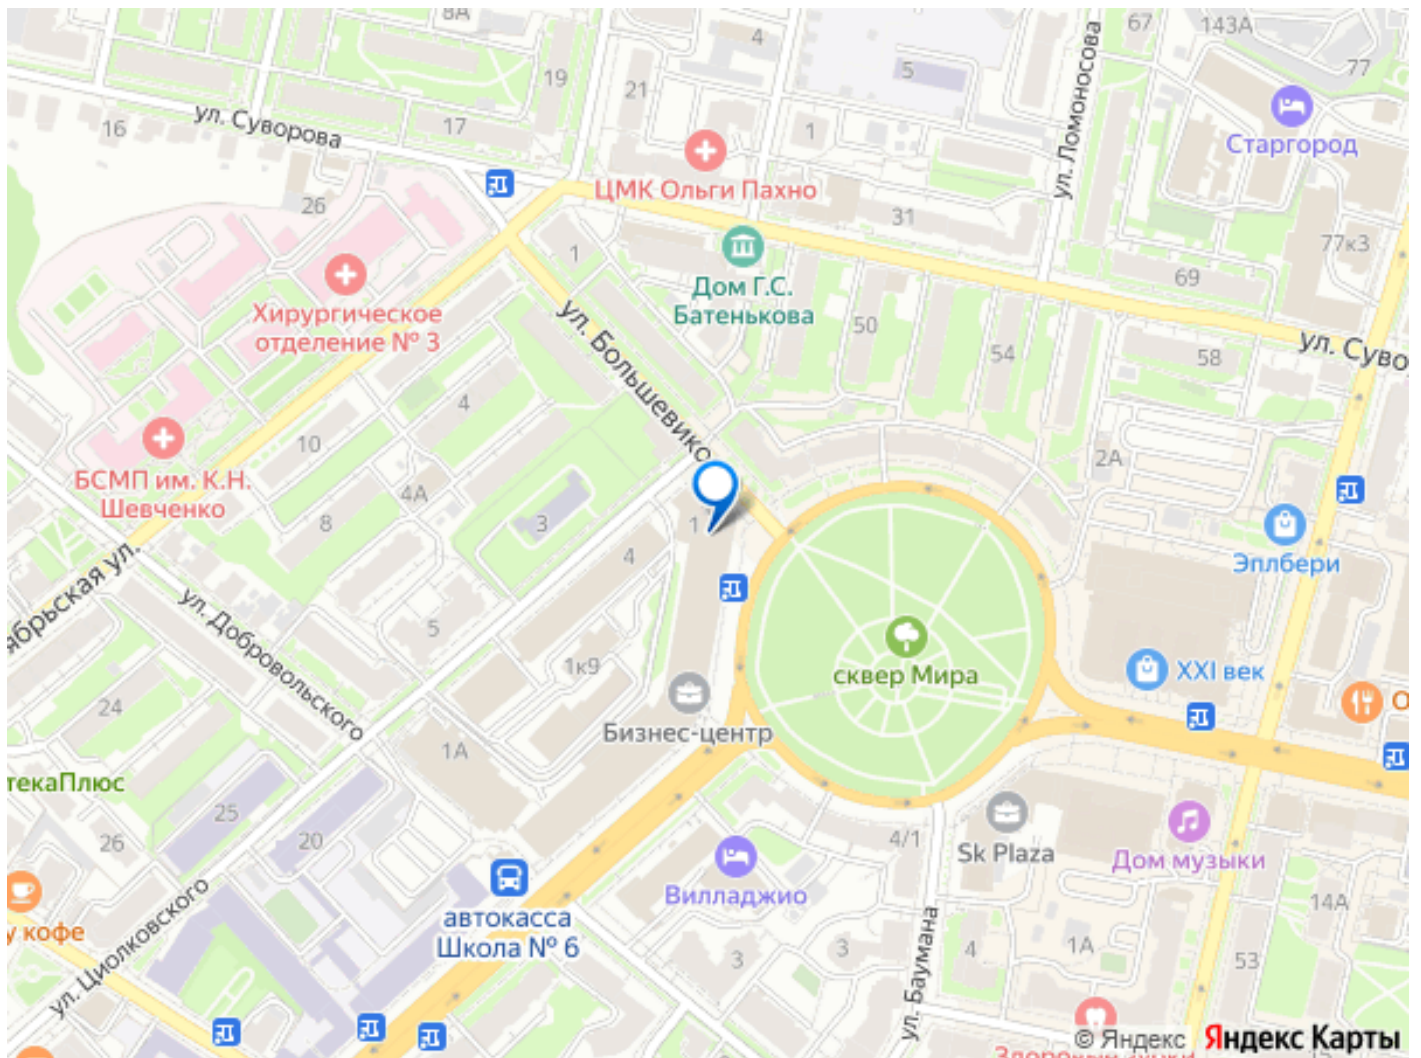 8А
67
143А
4
77
19
5
21
ул. Ломоносова
ул. Суворова
16
17
1
Старгород
ЦМК Ольги Пахно
26
31
77к3
1
Дом Г.С.
Батенькова
69
Хирургическое
отделение № 3
50
54
58
ул. Суво
ул. Большевико
4
10
2А
БСМП им. К.Н.
Шевченко
4А
8
3
1
4
Эплбери
ябрьская ул.
ул. Добровольского
5
1к9
сквер Мира
XXI век
О
24
Бизнес-центр
1А
текаПлюс
25
20
26
4/1
Sk Plaza
Дом музыки
Вилладжио
14А
у кофе
автокасса
Школа № 6
ул. Циолковского
ул. Баумана
3
3
4
1А
53
© Яндекс Яндекс Карты